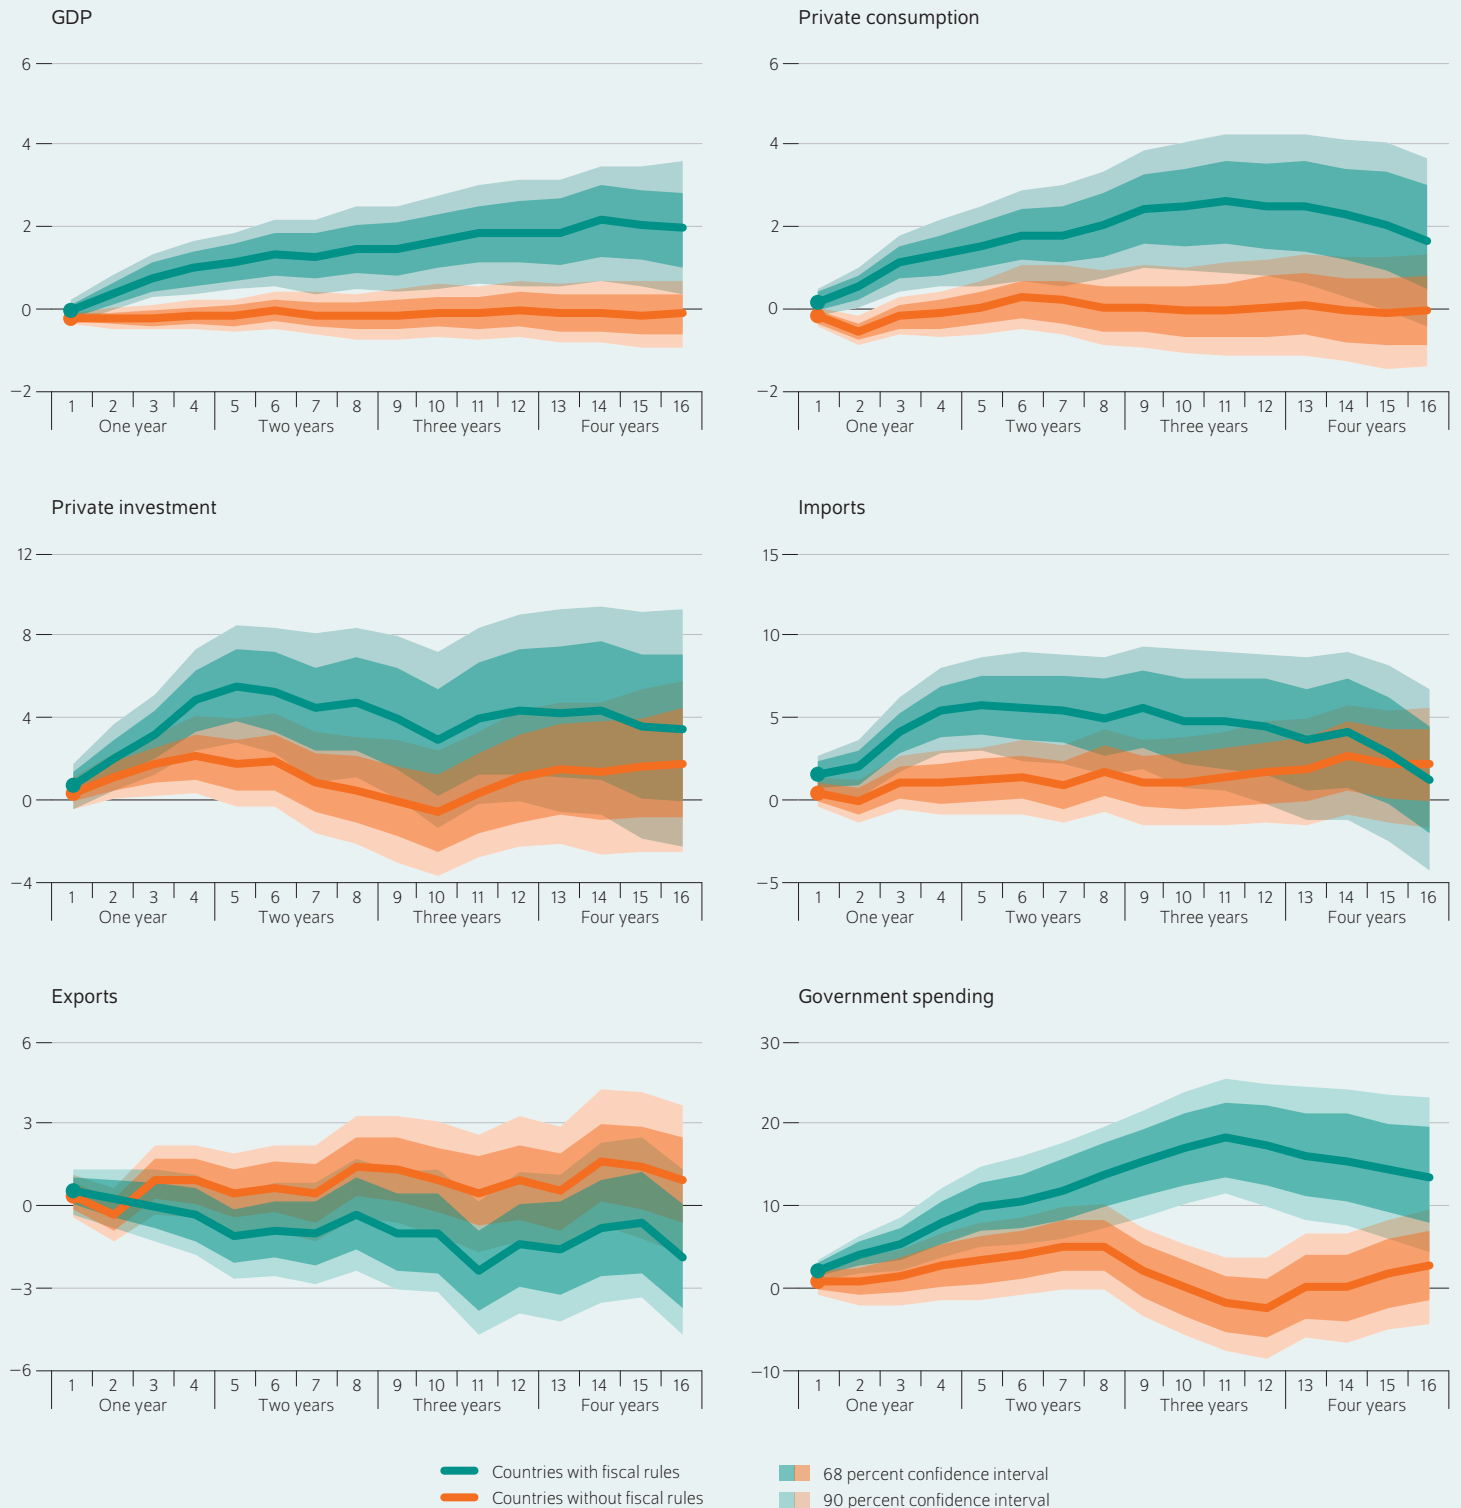 GDP
6
4
2
0
−2
1 2 3 4 5 6 7 8 9 10 11 12 13 14 15 16
One year Two years Three years Four years
Private consumption
6
4
2
0
−2
1 2 3 4 5 6 7 8 9 10 11 12 13 14 15 16
One year Two years Three years Four years
Private investment
12
8
4
0
−4
1 2 3 4 5 6 7 8 9 10 11 12 13 14 15 16
One year Two years Three years Four years
Imports
15
10
5
0
−5
1 2 3 4 5 6 7 8 9 10 11 12 13 14 15 16
One year Two years Three years Four years
Exports
6
3
0
−3
−6
1 2 3 4 5 6 7 8 9 10 11 12 13 14 15 16
One year Two years Three years Four years
Government spending
30
20
10
0
−10
1 2 3 4 5 6 7 8 9 10 11 12 13 14 15 16
One year Two years Three years Four years
Countries with fiscal rules
Countries without fiscal rules
68 percent confidence interval
90 percent confidence interval